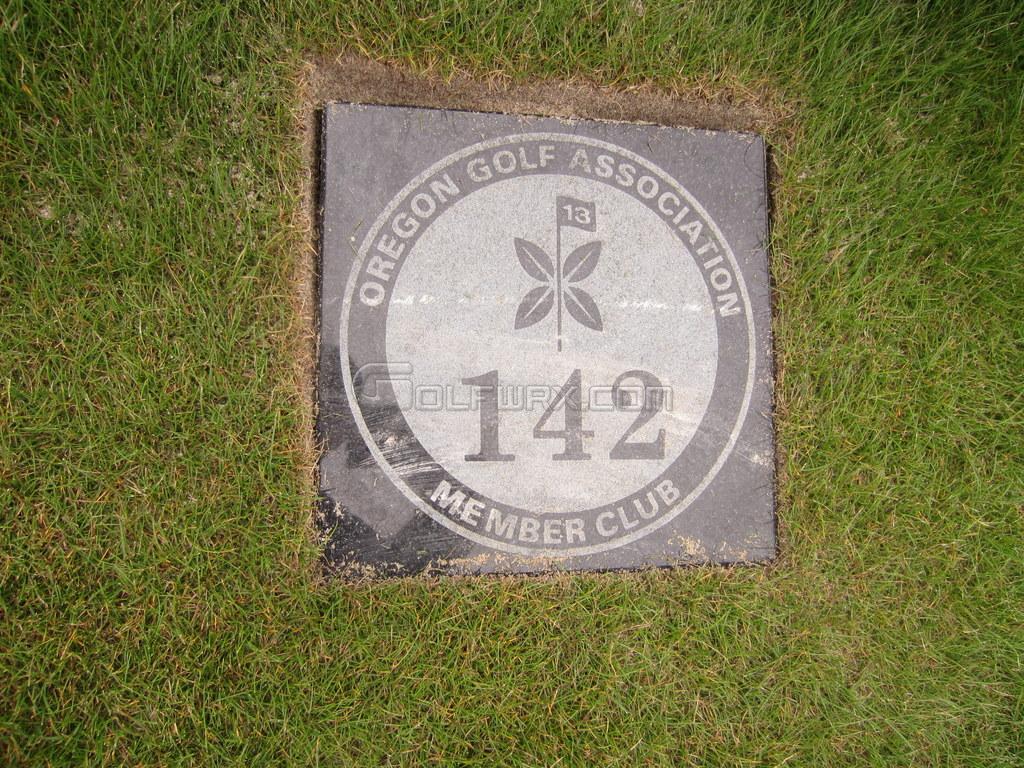 OREGON GOLF ASSOCIATION
13
142
GOLFWRX.COM
MEMBER CLUB